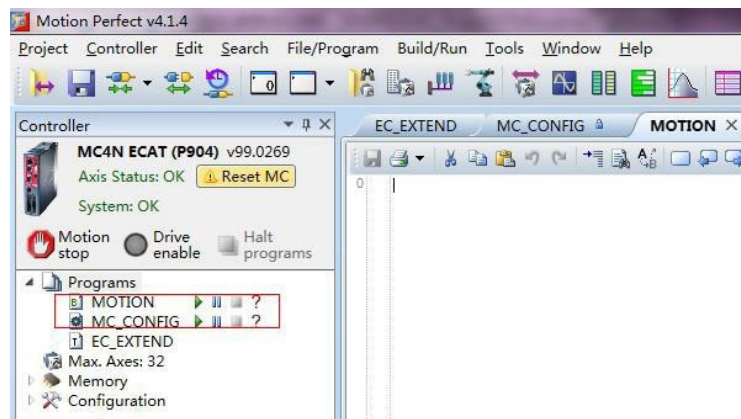 Motion Perfect v4.1.4
Project Controller Edit Search File/Program Build/Run Tools Window Help
Controller
MC4N ECAT (P904) v99.0269
Axis Status: OK Reset MC
System: OK
Motion stop Drive enable Halt programs
Programs
MOTION ?
MC_CONFIG ?
EC_EXTEND
Max. Axes: 32
Memory
Configuration
EC_EXTEND MC_CONFIG MOTION
0